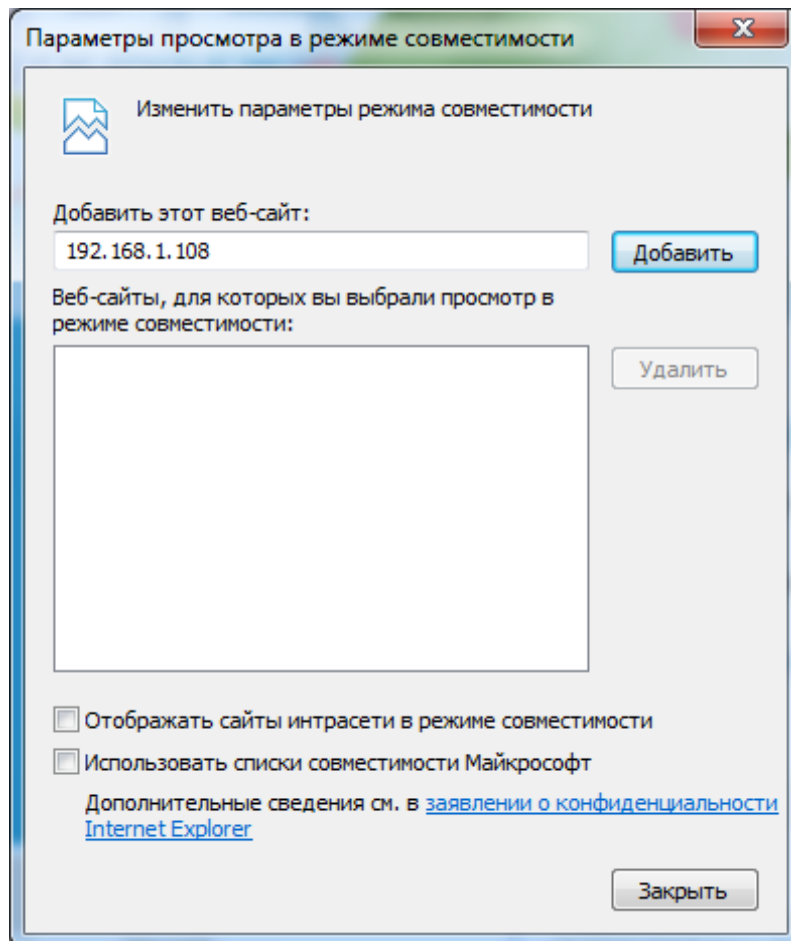 Параметры просмотра в режиме совместимости
Изменить параметры режима совместимости
Добавить этот веб-сайт:
192.168.1.108
Добавить
Веб-сайты, для которых вы выбрали просмотр в
режиме совместимости:
Удалить
Отображать сайты интрасети в режиме совместимости
Использовать списки совместимости Майкрософт
Дополнительные сведения см. в заявлении о конфиденциальности
Internet Explorer
Закрыть